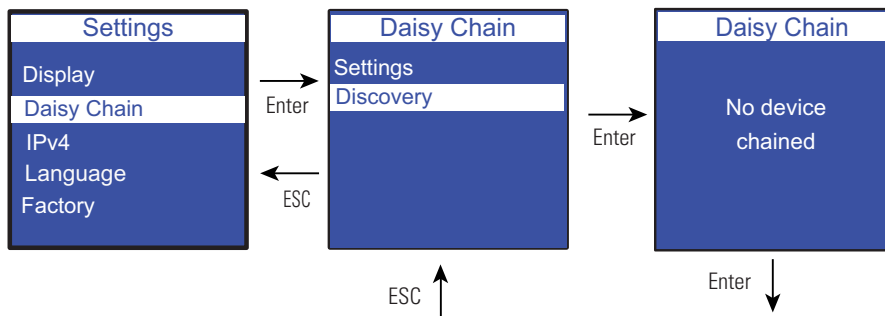 Settings
Display
Daisy Chain
IPv4
Language
Factory
Enter
ESC
Daisy Chain
Settings
Discovery
Enter
Daisy Chain
No device
chained
ESC
Enter